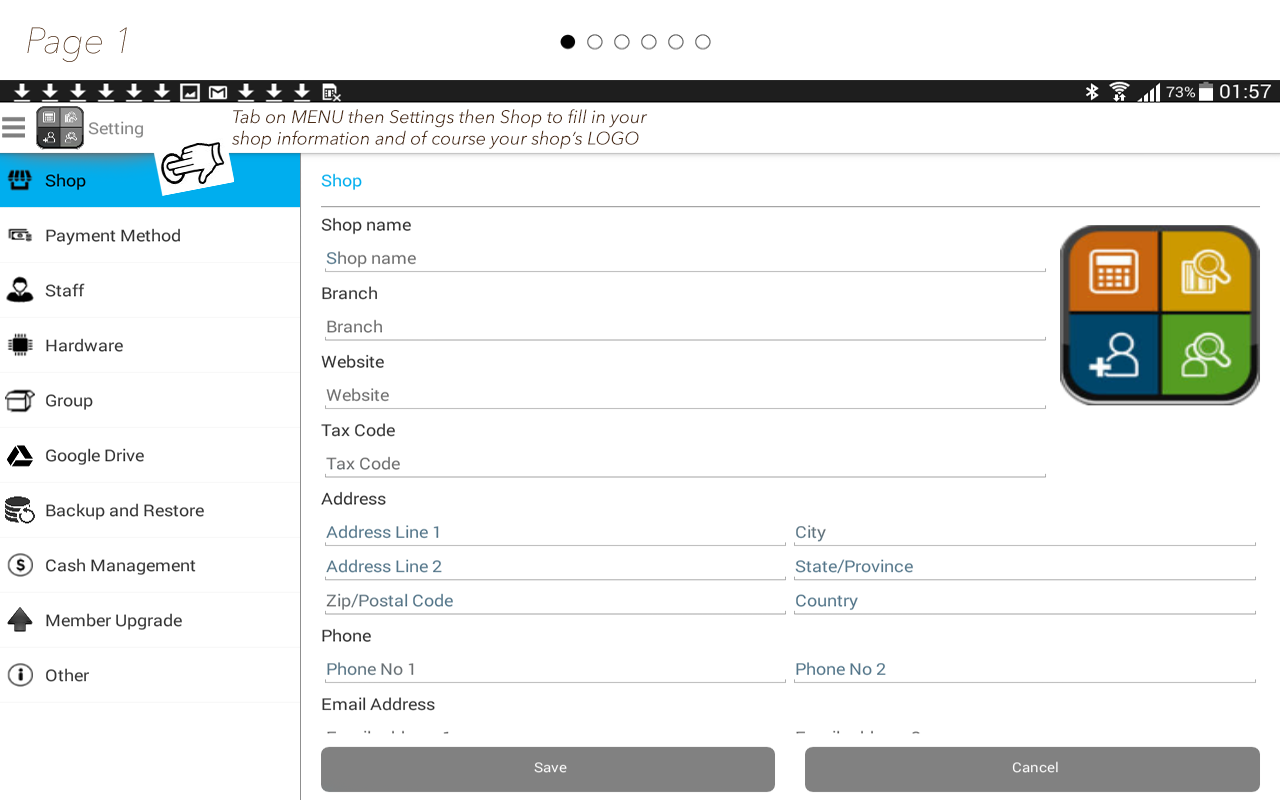 Page 1
73% 01:57
Setting
Tab on MENU then Settings then Shop to fill in your
shop information and of course your shop's LOGO
Shop
Payment Method
Staff
Hardware
Group
Google Drive
Backup and Restore
Cash Management
Member Upgrade
Other
Shop
Shop name
Shop name
Branch
Branch
Website
Website
Tax Code
Tax Code
Address
Address Line 1 City
Address Line 2 State/Province
Zip/Postal Code Country
Phone
Phone No 1 Phone No 2
Email Address
Save Cancel